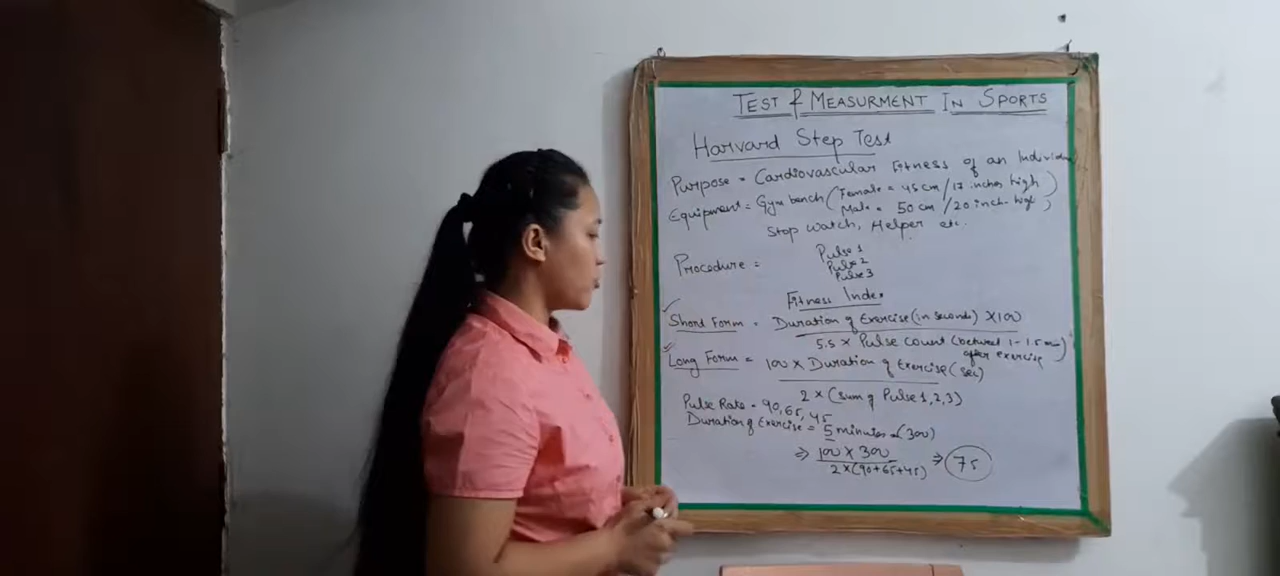 TEST & MEASURMENT IN SPORTS
Harvard Step Test
Purpose = Cardiovascular Fitness of an Individu
Equipment = Gym bench (Female = 45 cm / 17 inches high)
Male = 50 cm / 20 inch high)
Stop watch, Helper etc.
Procedure = Pulse 1
Pulse 2
Pulse 3
Fitness Index
Short Form = Duration of Exercise (in seconds) X 100
5.5 x Pulse count (between 1 - 1.5 min)
after exercise
Long Form = 100 x Duration of Exercise (sec)
2 x (sum of Pulse 1, 2, 3)
Pulse Rate = 90, 65, 45
Duration of Exercise = 5 minutes = (300)
⇒ 100 x 300
2 x (90+65+45)
⇒ 75